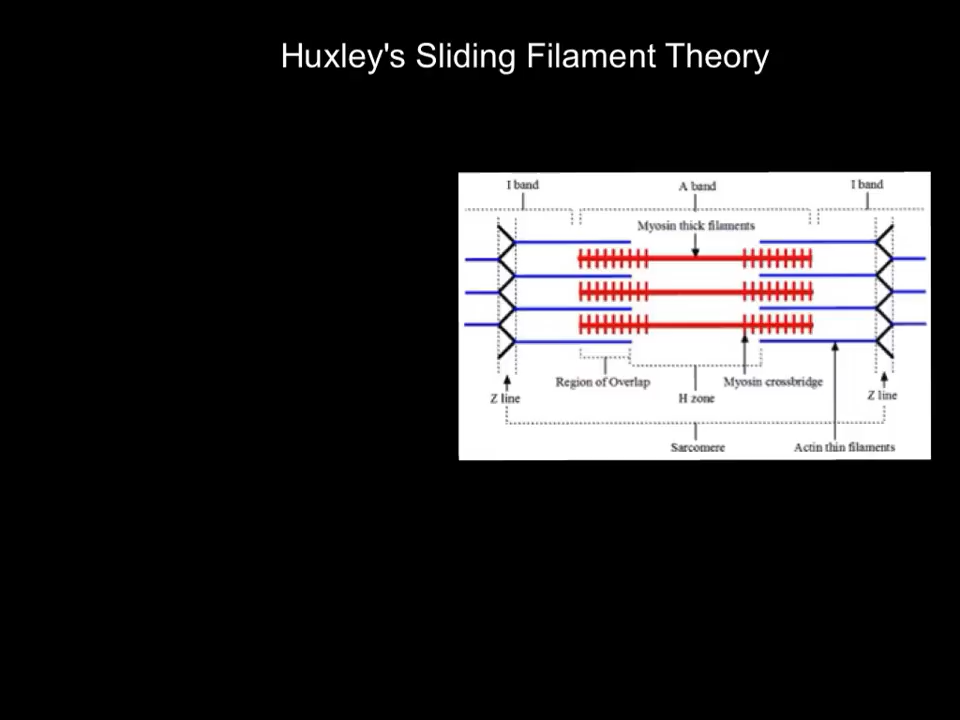 Huxley's Sliding Filament Theory
I band
A band
I band
Myosin thick filaments
Region of Overlap
Myosin crossbridge
Z line
H zone
Z line
Sarcomere
Actin thin filaments